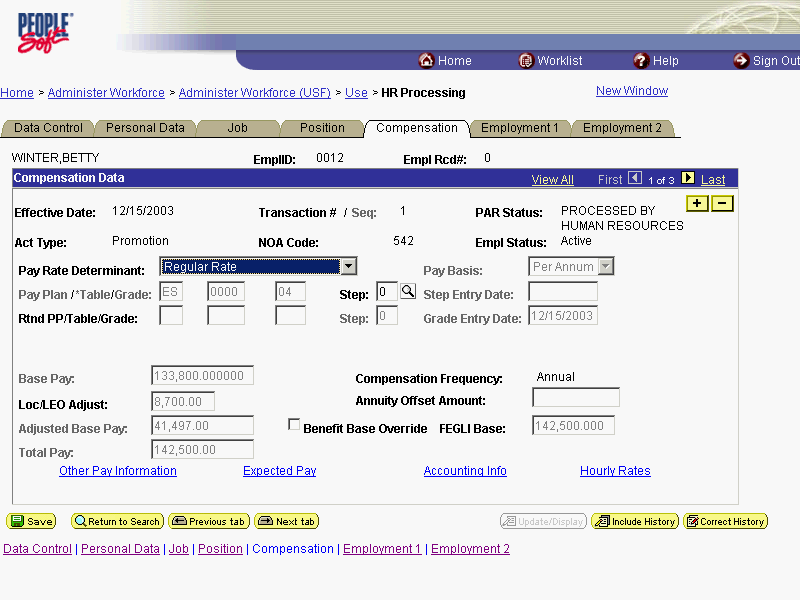 PEOPLE Soft
Home Worklist Help Sign Out
Home > Administer Workforce > Administer Workforce (USF) > Use > HR Processing New Window
Data Control Personal Data Job Position Compensation Employment 1 Employment 2
WINTER,BETTY EmplID: 0012 Empl Rcd#: 0
Compensation Data View All First 1 of 3 Last
Effective Date: 12/15/2003 Transaction # / Seq: 1 PAR Status: PROCESSED BY HUMAN RESOURCES + −
Act Type: Promotion NOA Code: 542 Empl Status: Active
Pay Rate Determinant: Regular Rate Pay Basis: Per Annum
Pay Plan /*Table/Grade: ES 0000 04 Step: 0 Step Entry Date:
Rtnd PP/Table/Grade: Step: 0 Grade Entry Date: 12/15/2003
Base Pay: 133,800.000000 Compensation Frequency: Annual
Loc/LEO Adjust: 8,700.00 Annuity Offset Amount:
Adjusted Base Pay: 41,497.00 Benefit Base Override FEGLI Base: 142,500.000
Total Pay: 142,500.00
Other Pay Information Expected Pay Accounting Info Hourly Rates
Save Return to Search Previous tab Next tab Update/Display Include History Correct History
Data Control | Personal Data | Job | Position | Compensation | Employment 1 | Employment 2